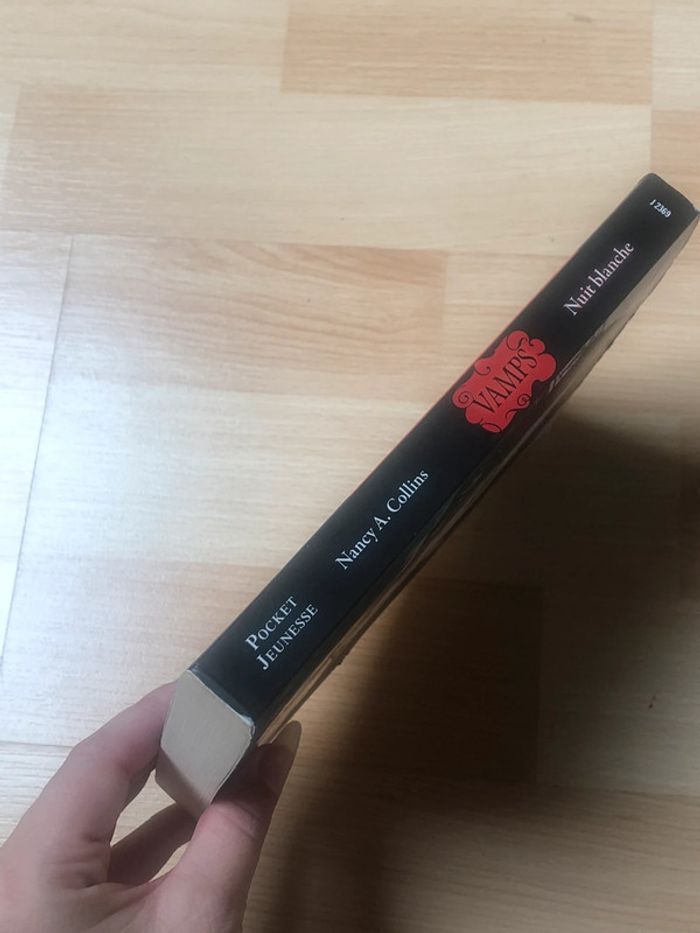 POCKET
JEUNESSE
Nancy A. Collins
VAMPS
Nuit blanche
J 2369